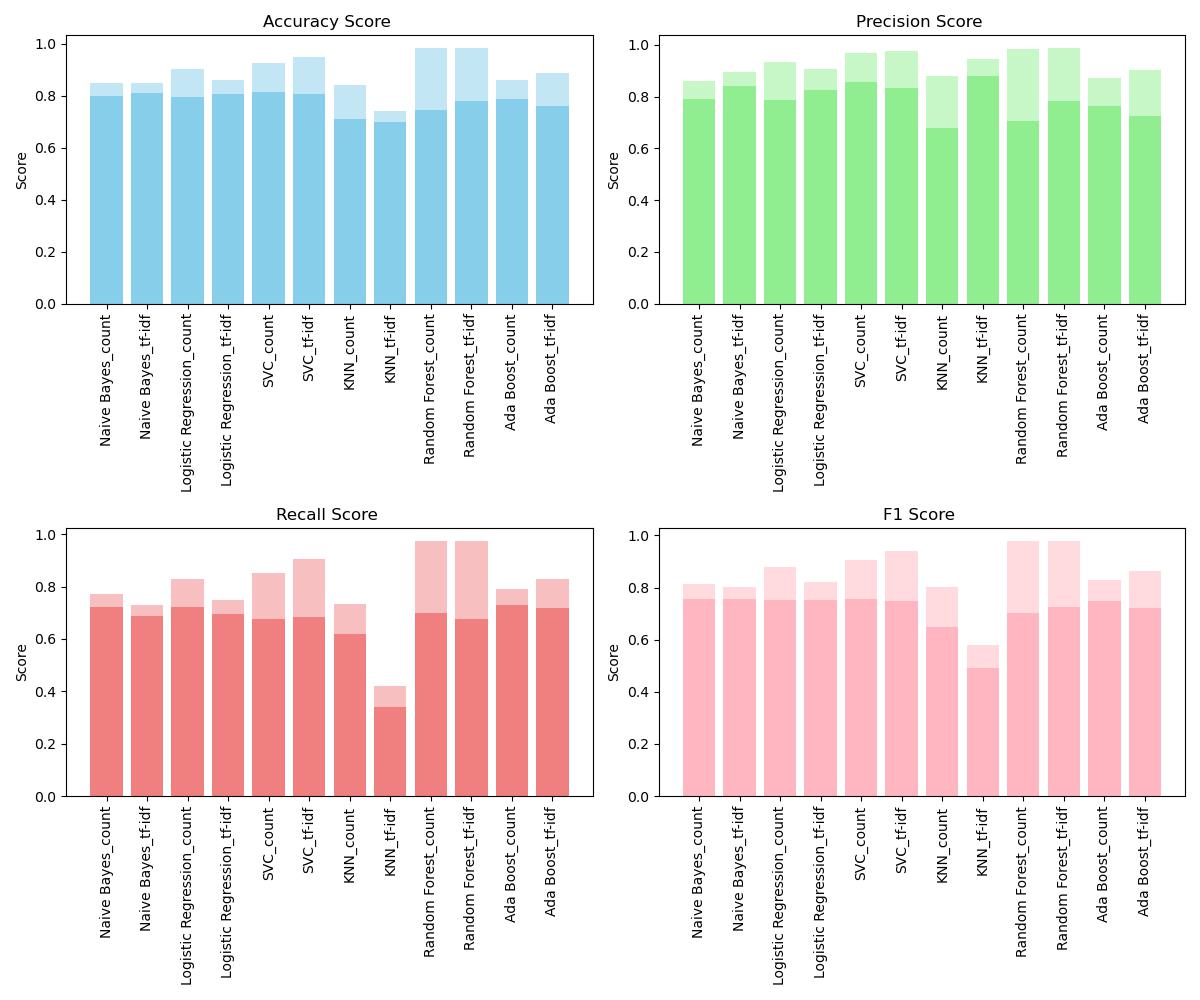 Accuracy Score
Score
1.0
0.8
0.6
0.4
0.2
0.0
Naive Bayes_count
Naive Bayes_tf-idf
Logistic Regression_count
Logistic Regression_tf-idf
SVC_count
SVC_tf-idf
KNN_count
KNN_tf-idf
Random Forest_count
Random Forest_tf-idf
Ada Boost_count
Ada Boost_tf-idf
Precision Score
Score
1.0
0.8
0.6
0.4
0.2
0.0
Naive Bayes_count
Naive Bayes_tf-idf
Logistic Regression_count
Logistic Regression_tf-idf
SVC_count
SVC_tf-idf
KNN_count
KNN_tf-idf
Random Forest_count
Random Forest_tf-idf
Ada Boost_count
Ada Boost_tf-idf
Recall Score
Score
1.0
0.8
0.6
0.4
0.2
0.0
Naive Bayes_count
Naive Bayes_tf-idf
Logistic Regression_count
Logistic Regression_tf-idf
SVC_count
SVC_tf-idf
KNN_count
KNN_tf-idf
Random Forest_count
Random Forest_tf-idf
Ada Boost_count
Ada Boost_tf-idf
F1 Score
Score
1.0
0.8
0.6
0.4
0.2
0.0
Naive Bayes_count
Naive Bayes_tf-idf
Logistic Regression_count
Logistic Regression_tf-idf
SVC_count
SVC_tf-idf
KNN_count
KNN_tf-idf
Random Forest_count
Random Forest_tf-idf
Ada Boost_count
Ada Boost_tf-idf